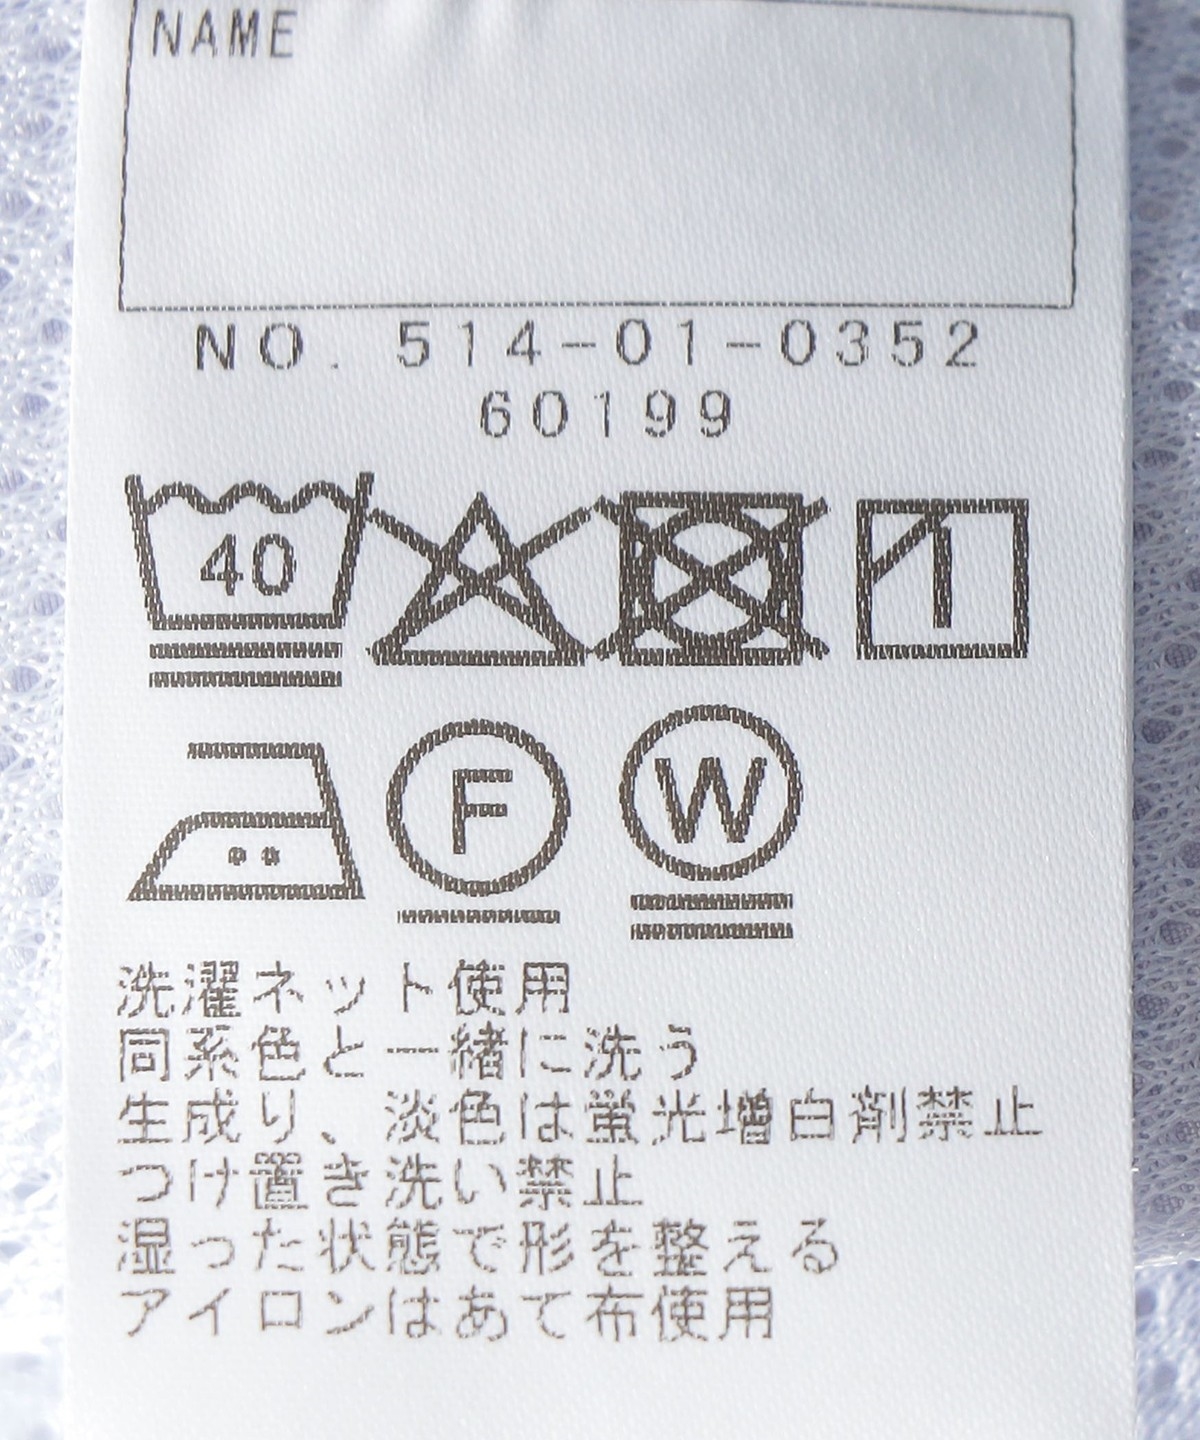 NAME
NO. 514-01-0352
60199
40
F
W
洗濯ネット使用
同系色と一緒に洗う
生成り、淡色は蛍光増白剤禁止
つけ置き洗い禁止
湿った状態で形を整える
アイロンはあて布使用